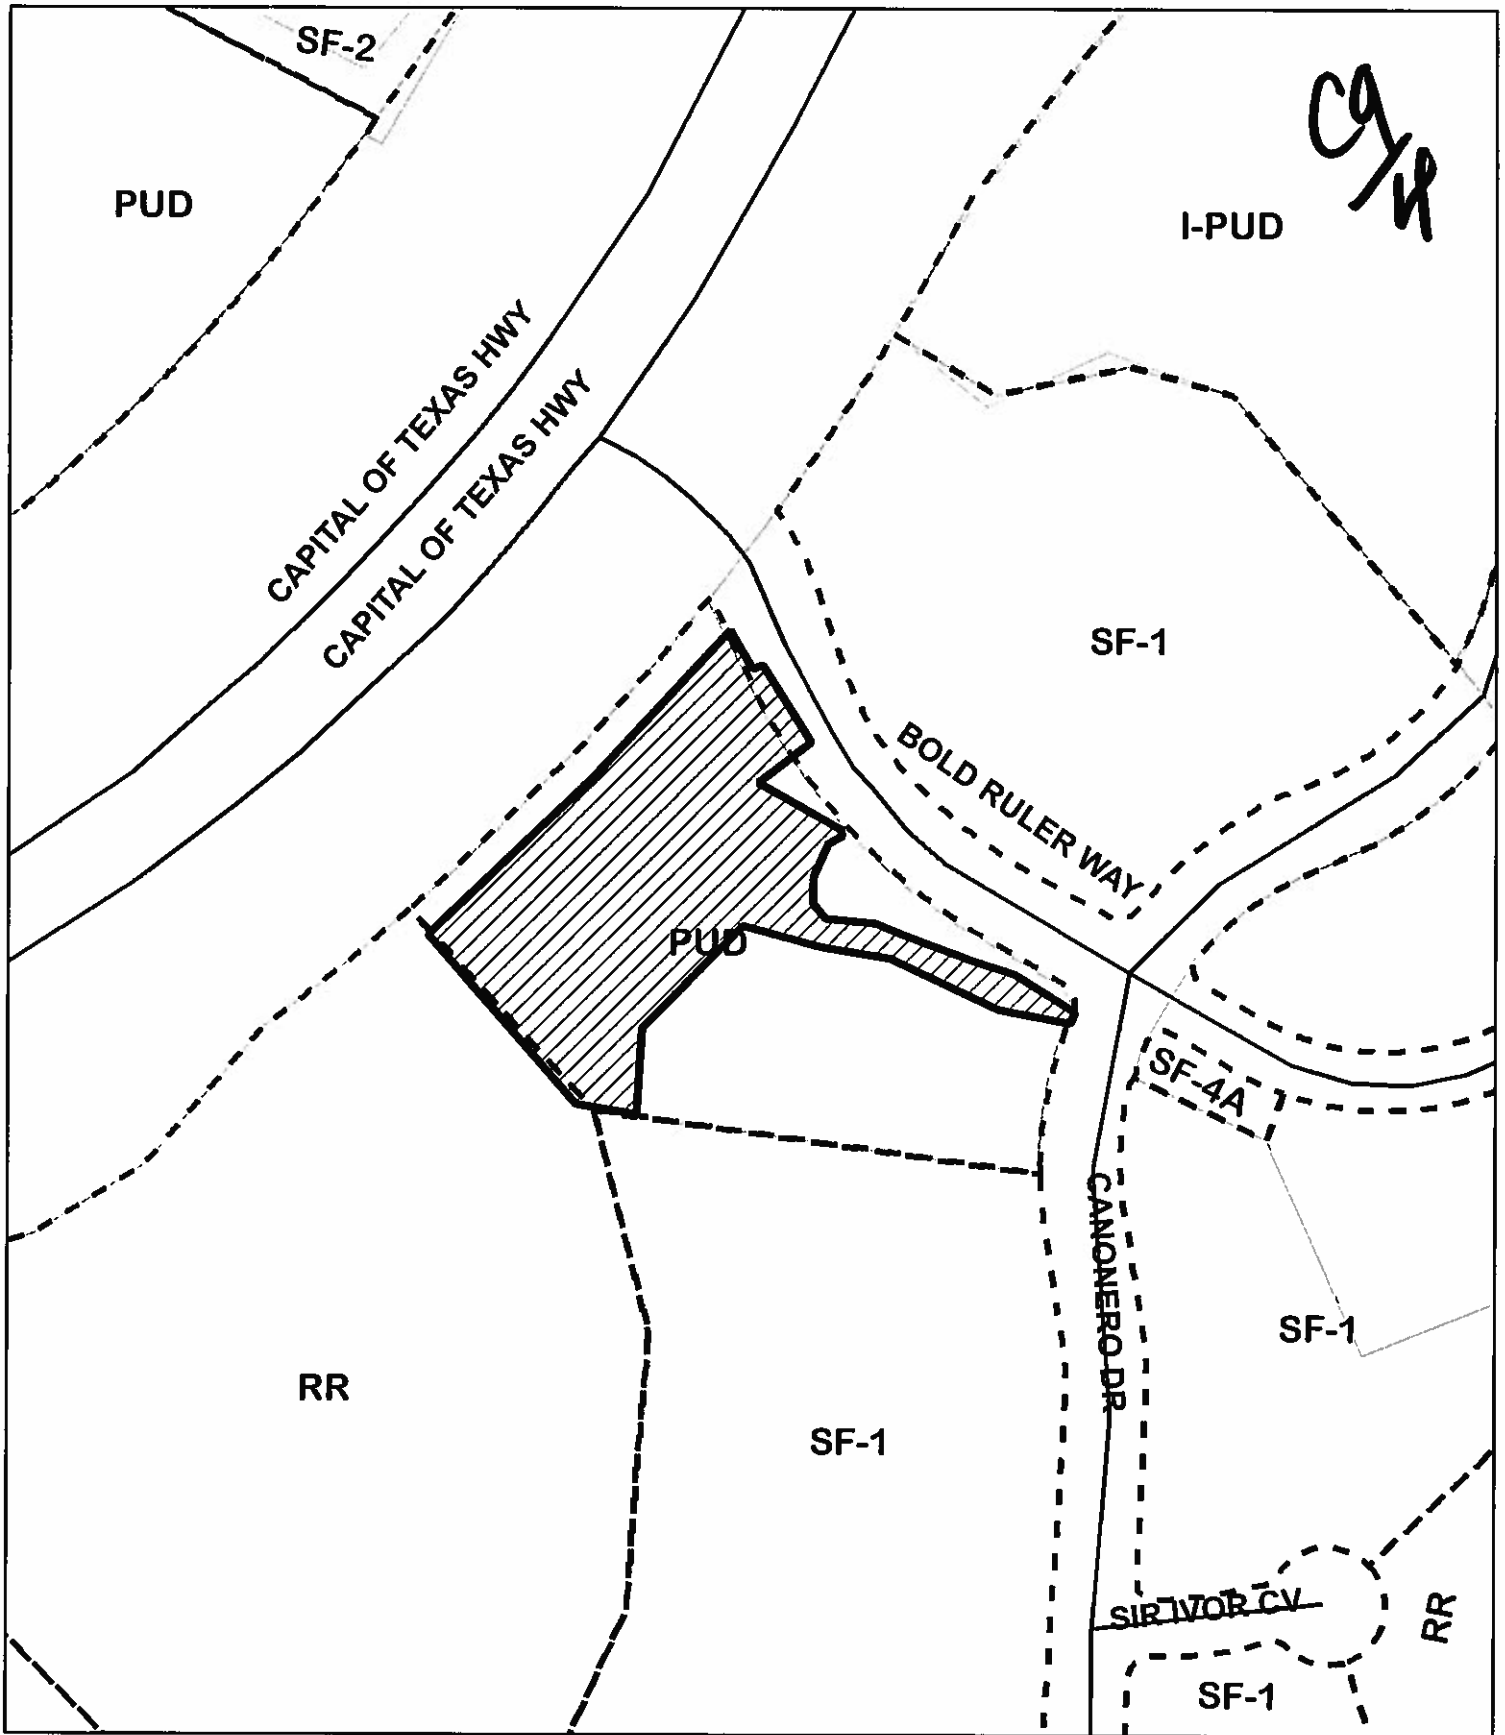 SF-2
PUD
I-PUD
C9/4
CAPITAL OF TEXAS HWY
CAPITAL OF TEXAS HWY
SF-1
BOLD RULER WAY
PUD
SF-4A
CANONERO DR
SF-1
RR
SF-1
SIR IVOR CV
RR
SF-1